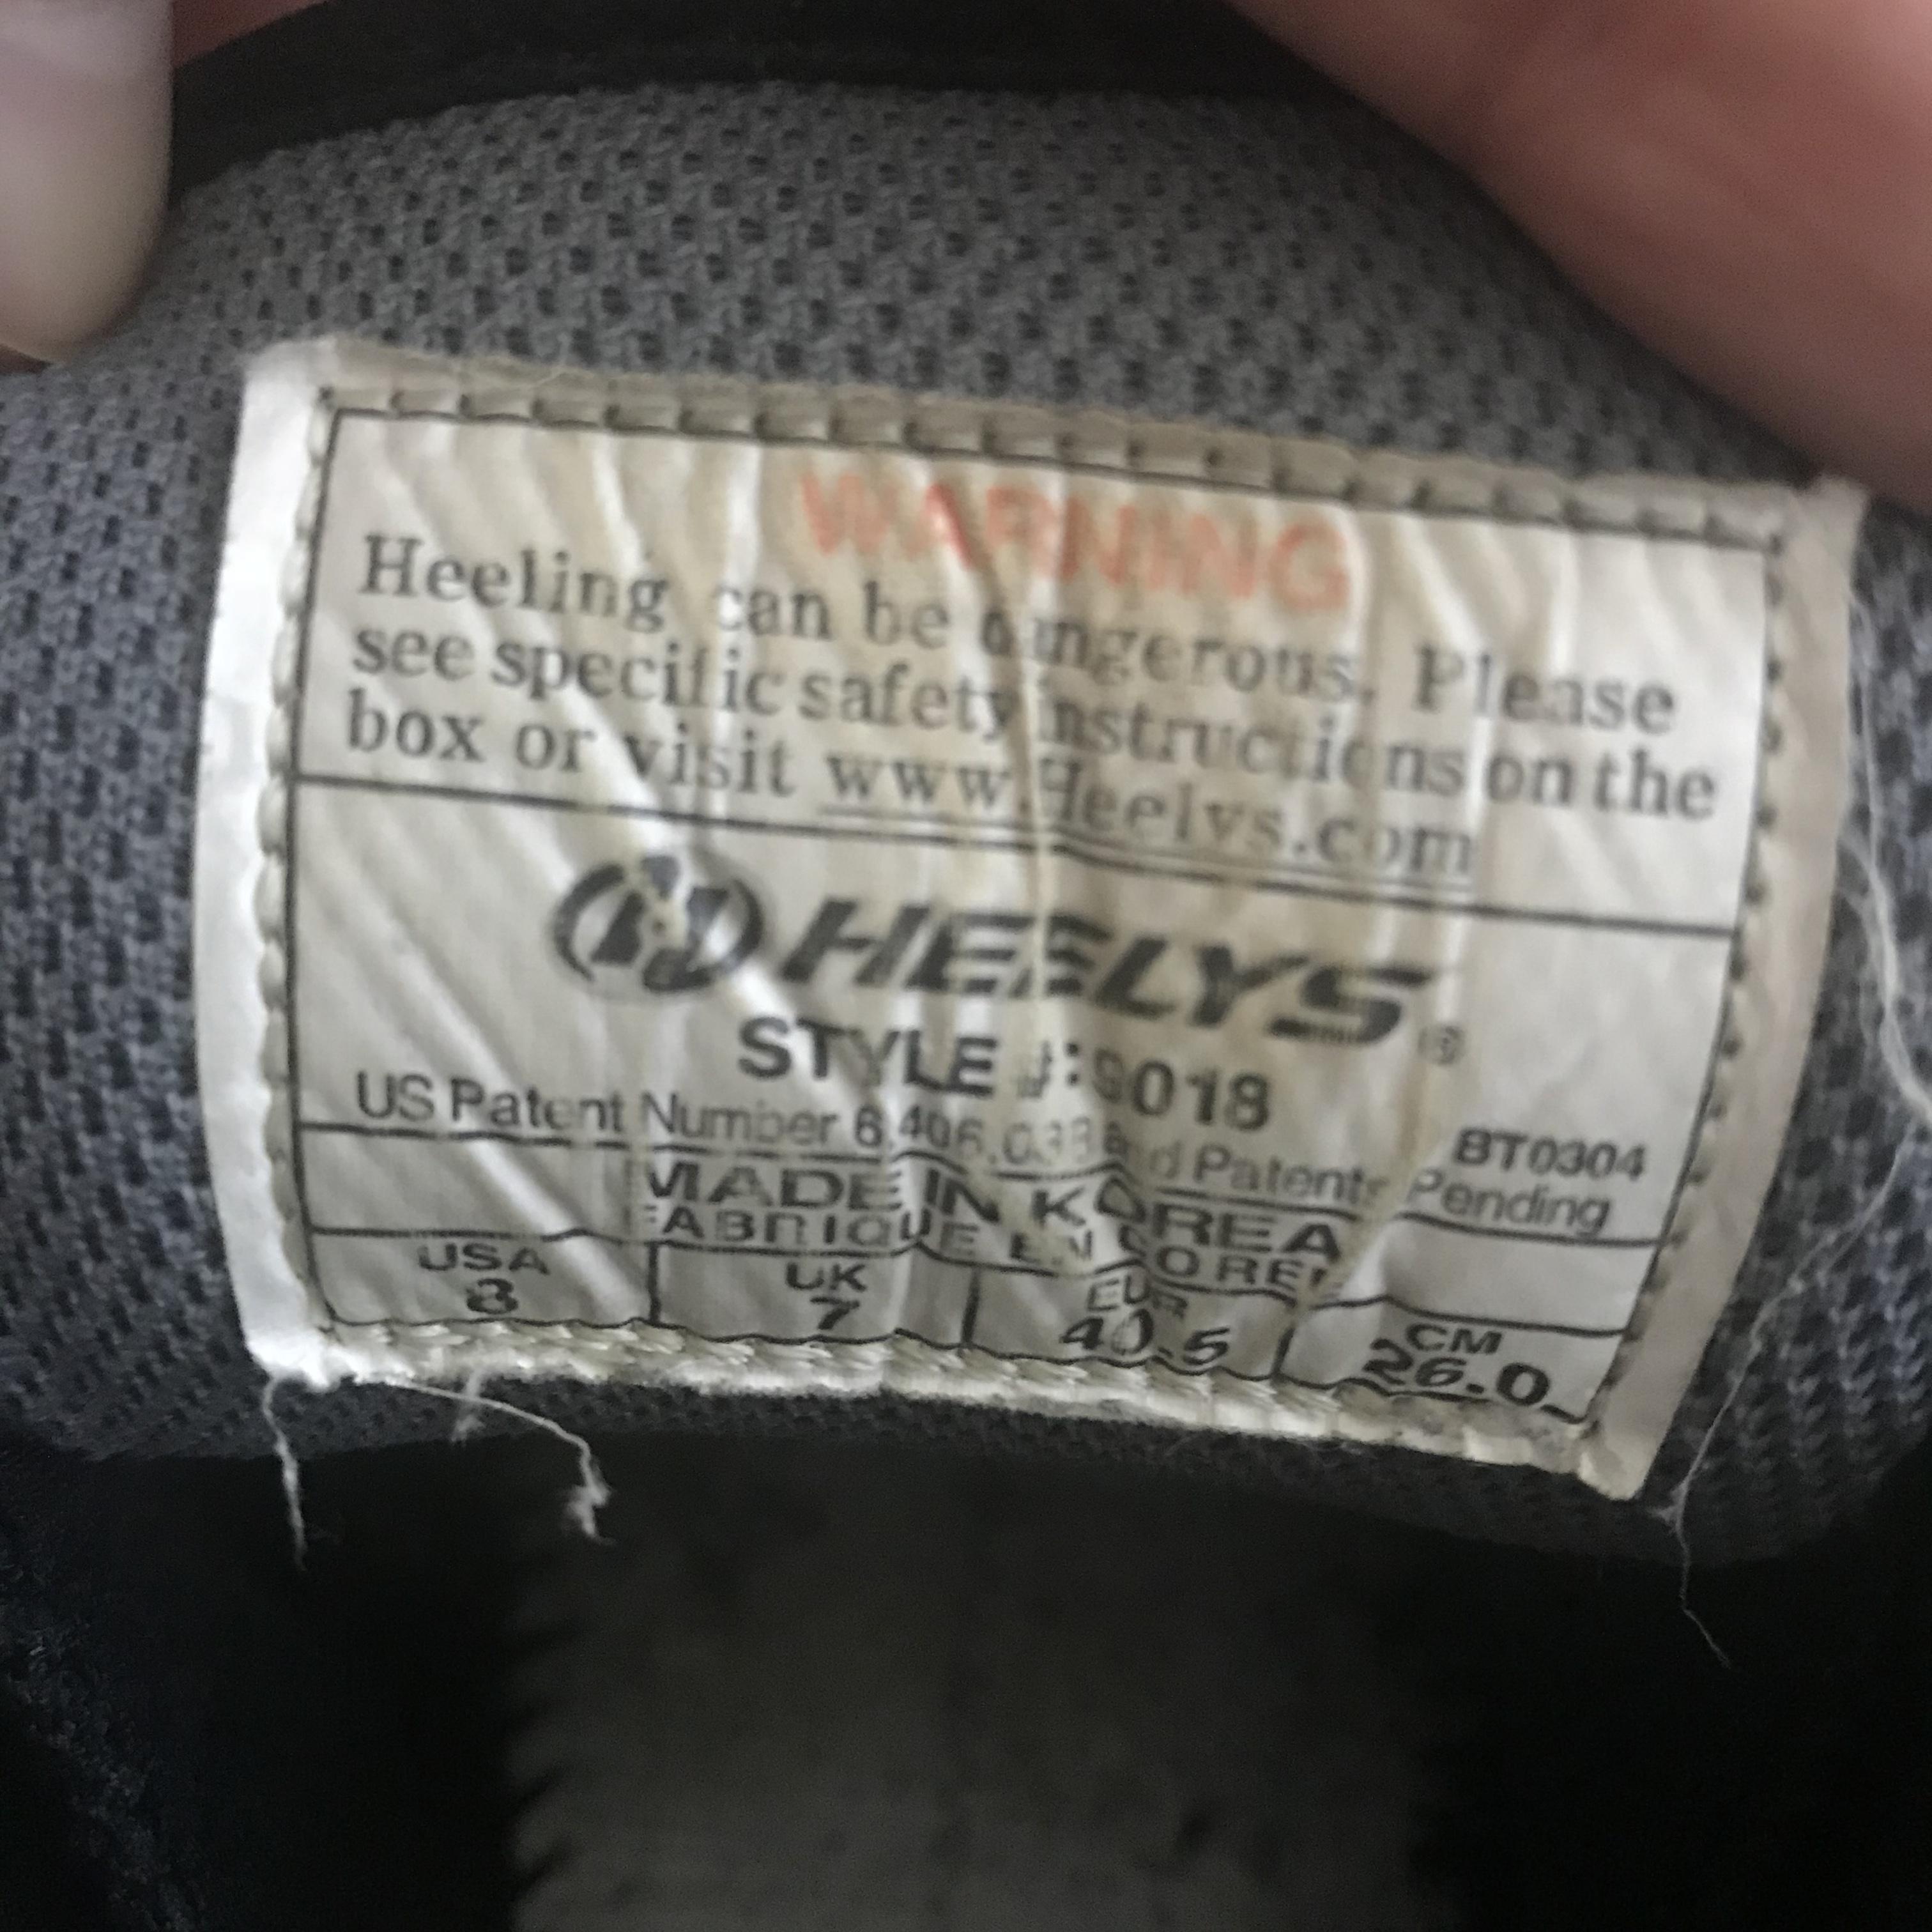 WARNING
Heeling can be dangerous. Please
see specific safety instructions on the
box or visit www.Heelys.com
HEELYS®
STYLE #:9018
BT0304
US Patent Number 6,406,038 and Patents Pending
MADE IN KOREA
FABRIQUE EN COREE
USA UK EUR CM
8 7 40.5 26.0